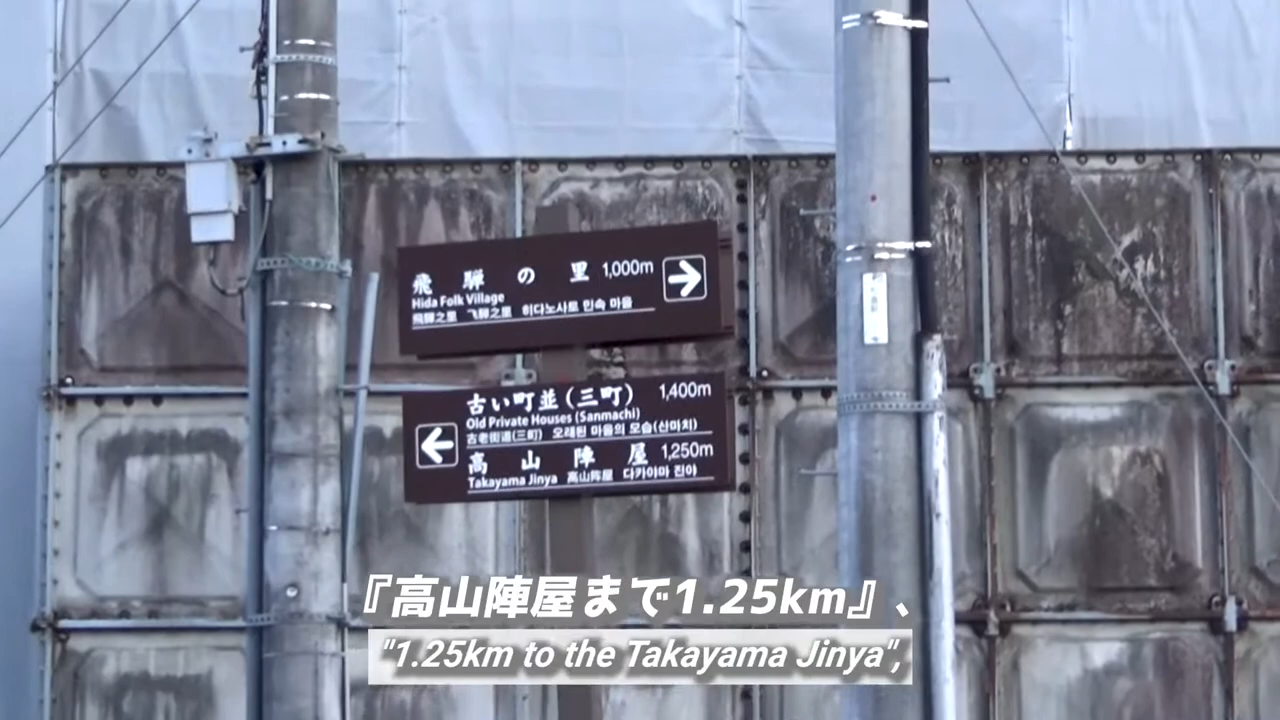 飛騨の里 1,000m
Hida Folk Village
飛騨之里 飞騨之里 히다노사토 민속 마을
古い町並(三町) 1,400m
Old Private Houses (Sanmachi)
古老街道(三町) 오래된 마을의 모습(산마치)
高山陣屋 1,250m
Takayama Jinya 高山阵屋 다카야마 진야
『高山陣屋まで1.25km』、
"1.25km to the Takayama Jinya",